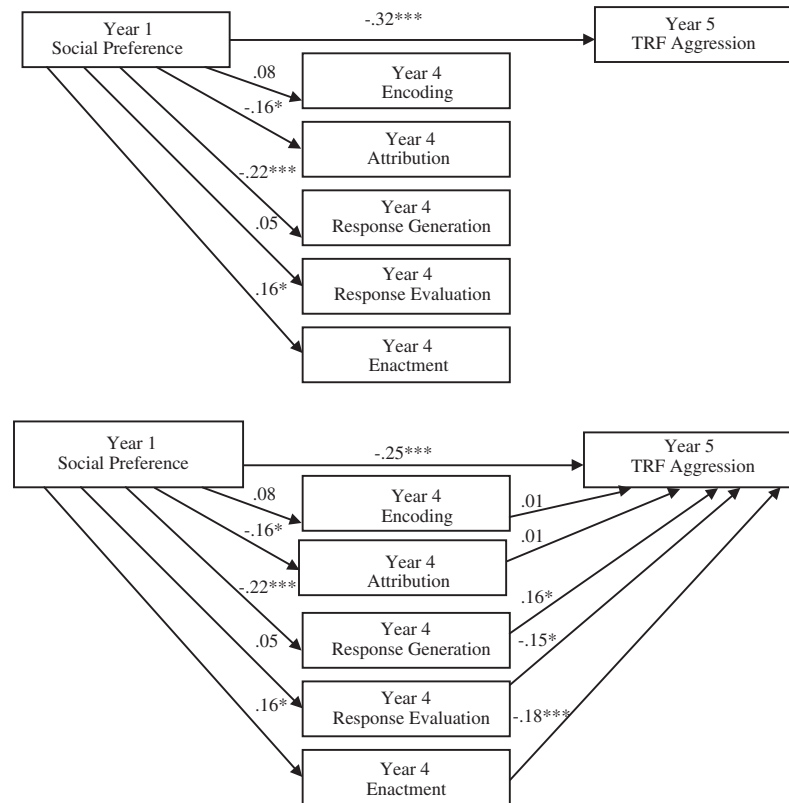 Year 1
Social Preference
-.32***
Year 5
TRF Aggression
.08
Year 4
Encoding
-.16*
Year 4
Attribution
-.22***
Year 4
Response Generation
.05
Year 4
Response Evaluation
.16*
Year 4
Enactment
Year 1
Social Preference
-.25***
Year 5
TRF Aggression
.08
Year 4
Encoding
.01
-.16*
Year 4
Attribution
.01
-.22***
Year 4
Response Generation
.16*
.05
Year 4
Response Evaluation
-.15*
.16*
Year 4
Enactment
-.18***